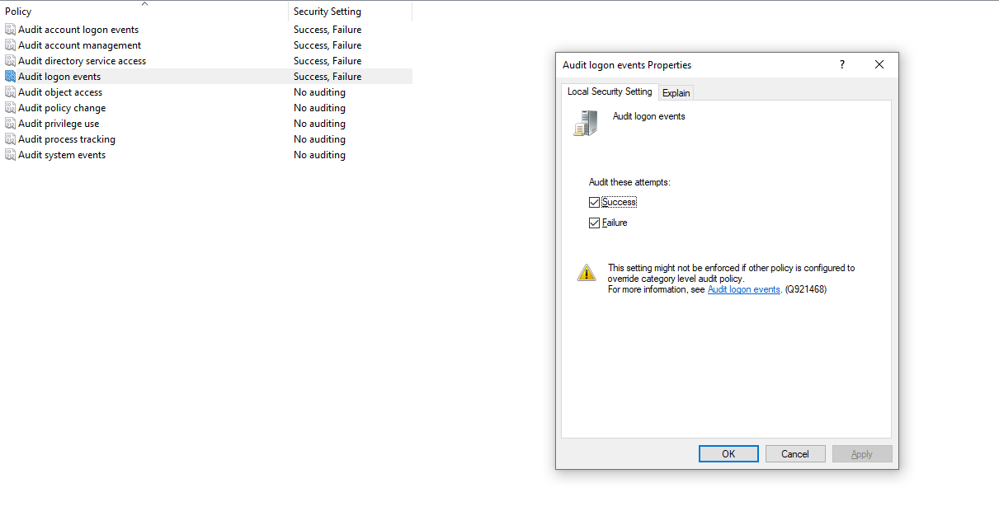 Policy Security Setting
Audit account logon events Success, Failure
Audit account management Success, Failure
Audit directory service access Success, Failure
Audit logon events Success, Failure
Audit object access No auditing
Audit policy change No auditing
Audit privilege use No auditing
Audit process tracking No auditing
Audit system events No auditing
Audit logon events Properties ?
Local Security Setting Explain
Audit logon events
Audit these attempts:
Success
Failure
This setting might not be enforced if other policy is configured to
override category level audit policy.
For more information, see Audit logon events. (Q921468)
OK Cancel Apply